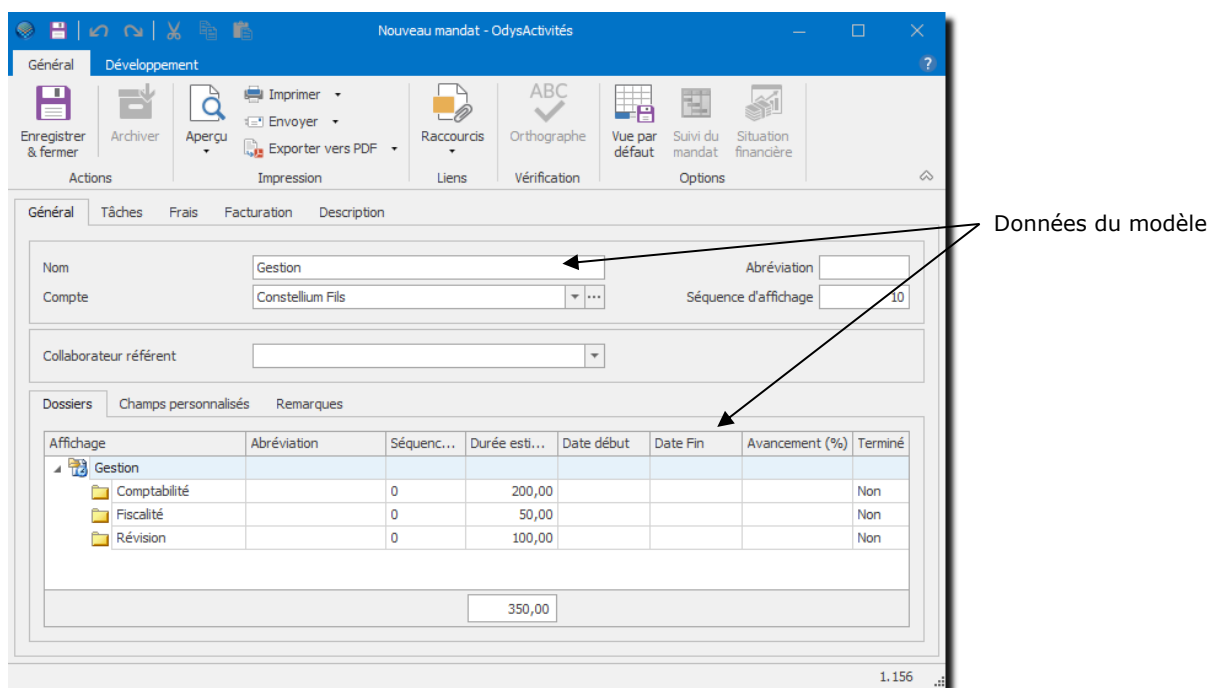 Nouveau mandat - OdysActivités
Général Développement
Enregistrer & fermer
Archiver
Aperçu
Imprimer
Envoyer
Exporter vers PDF
Raccourcis
ABC
Orthographe
Vue par défaut
Suivi du mandat
Situation financière
Actions Impression Liens Vérification Options
Général Tâches Frais Facturation Description
Données du modèle
Nom Gestion Abréviation
Compte Constellium Fils Séquence d'affichage 10
Collaborateur référent
Dossiers Champs personnalisés Remarques
Affichage Abréviation Séquenc... Durée esti... Date début Date Fin Avancement (%) Terminé
Gestion
Comptabilité 0 200,00 Non
Fiscalité 0 50,00 Non
Révision 0 100,00 Non
350,00
1.156